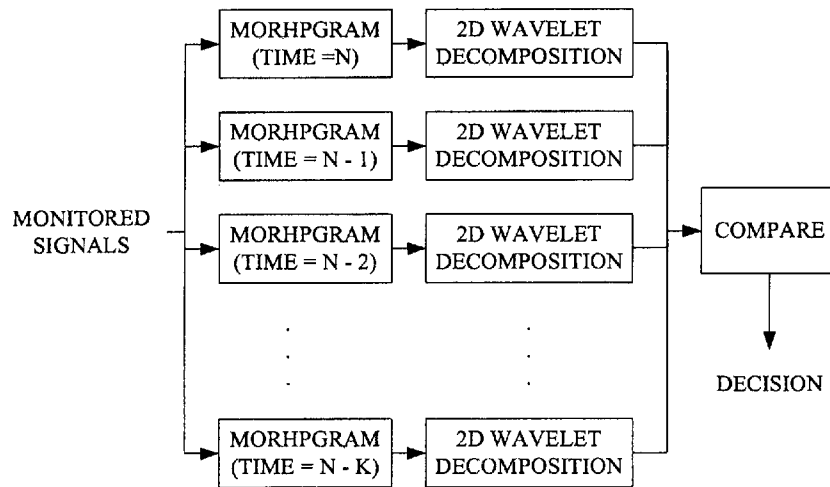 MORHPGRAM
(TIME =N)
2D WAVELET
DECOMPOSITION
MORHPGRAM
(TIME = N - 1)
2D WAVELET
DECOMPOSITION
MONITORED
SIGNALS
MORHPGRAM
(TIME = N - 2)
2D WAVELET
DECOMPOSITION
COMPARE
DECISION
MORHPGRAM
(TIME = N - K)
2D WAVELET
DECOMPOSITION